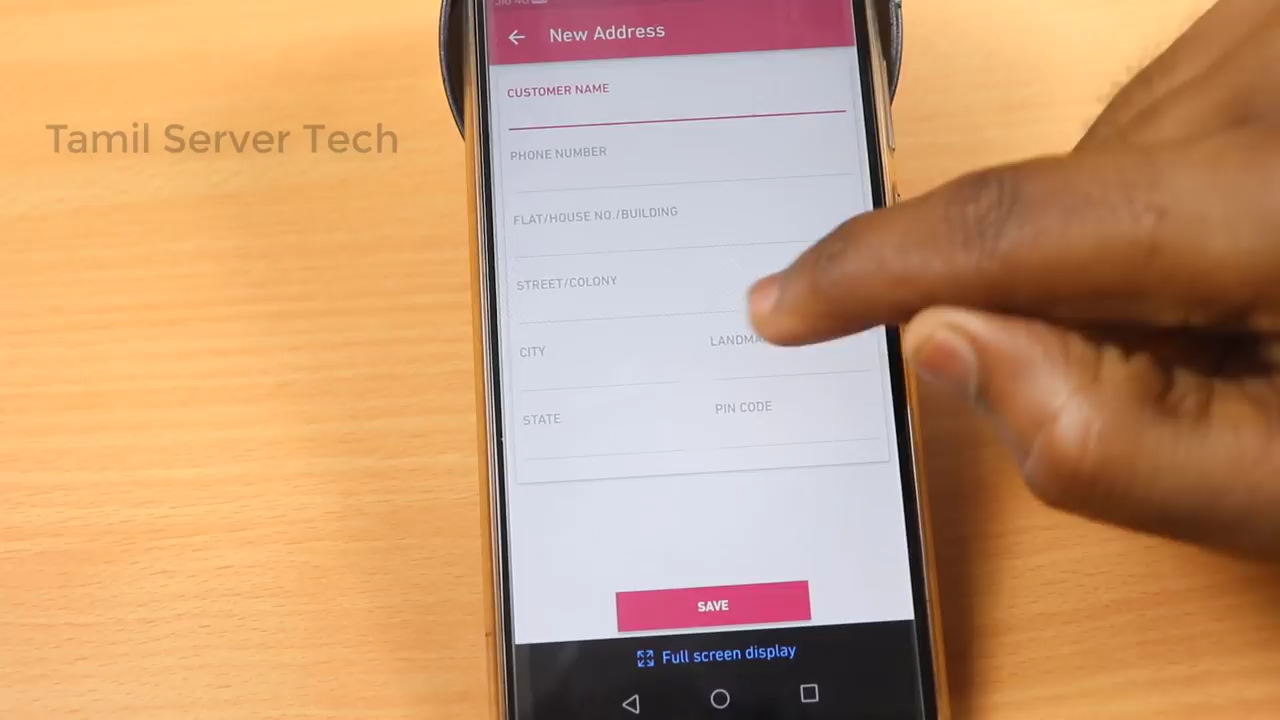 New Address
CUSTOMER NAME
Tamil Server Tech
PHONE NUMBER
FLAT/HOUSE NO./BUILDING
STREET/COLONY
CITY
STATE PIN CODE
SAVE
Full screen display